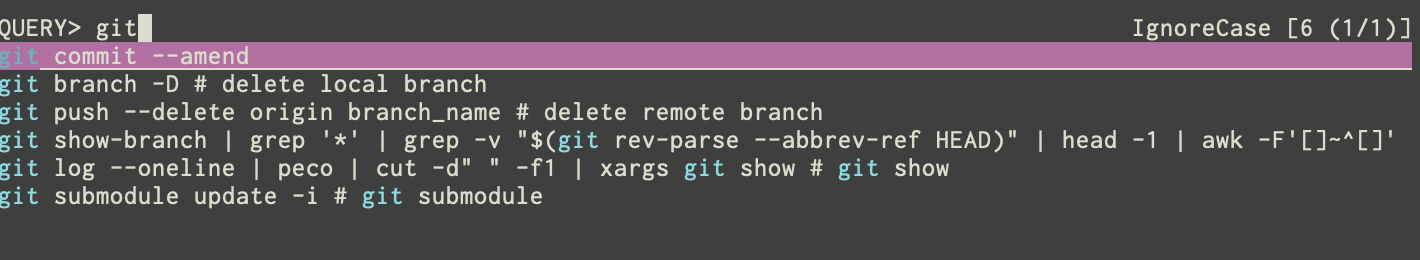 QUERY> git IgnoreCase [6 (1/1)]
git commit --amend
git branch -D # delete local branch
git push --delete origin branch_name # delete remote branch
git show-branch | grep '*' | grep -v "$(git rev-parse --abbrev-ref HEAD)" | head -1 | awk -F'[]~^[]'
git log --oneline | peco | cut -d" " -f1 | xargs git show # git show
git submodule update -i # git submodule